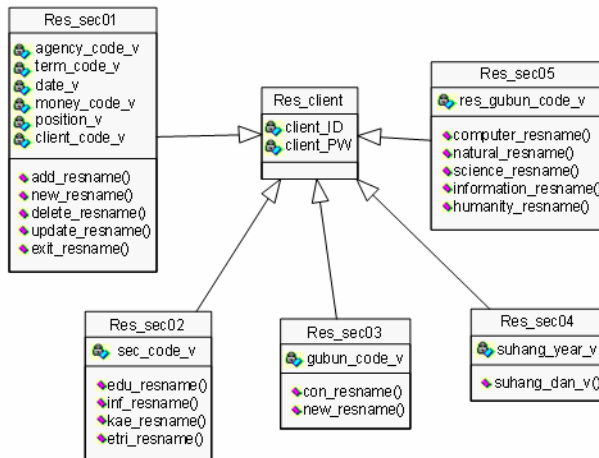 Res_sec01
agency_code_v
term_code_v
date_v
money_code_v
position_v
client_code_v
add_resname()
new_resname()
delete_resname()
update_resname()
exit_resname()
Res_client
client_ID
client_PW
Res_sec05
res_gubun_code_v
computer_resname()
natural_resname()
science_resname()
information_resname()
humanity_resname()
Res_sec02
sec_code_v
edu_resname()
inf_resname()
kae_resname()
etri_resname()
Res_sec03
gubun_code_v
con_resname()
new_resname()
Res_sec04
suhang_year_v
suhang_dan_v()